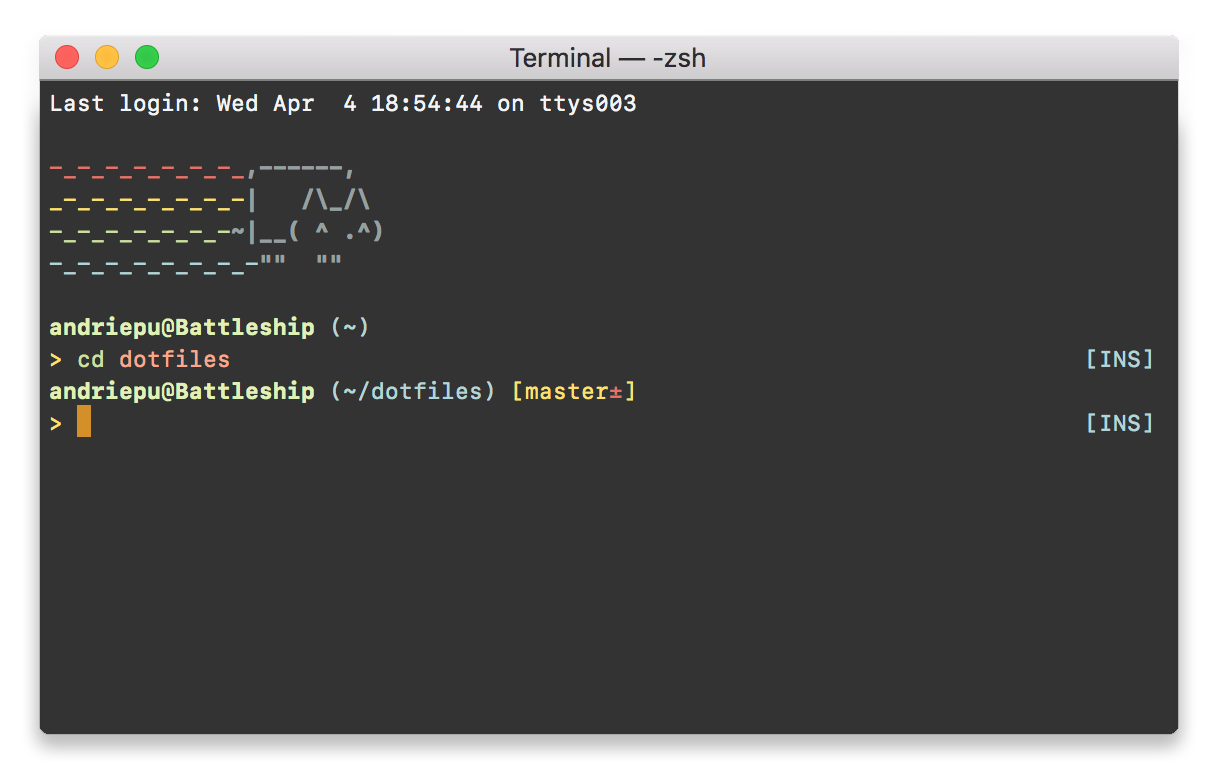 Terminal — -zsh
Last login: Wed Apr  4 18:54:44 on ttys003
-_-_-_-_-_-_-_,------,
_-_-_-_-_-_-_-|   /\_/\
-_-_-_-_-_-_-~|__( ^ .^)
-_-_-_-_-_-_-_-""  ""
andriepu@Battleship (~)
> cd dotfiles [INS]
andriepu@Battleship (~/dotfiles) [master±]
> [INS]